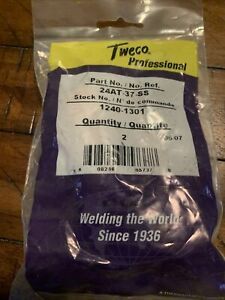 Tweco
Professional
Part No. / No. Ref.
24AT-37-SS
Stock No. / N° de commande
1240-1301
Quantity / Quantité
2
Welding the World
Since 1936